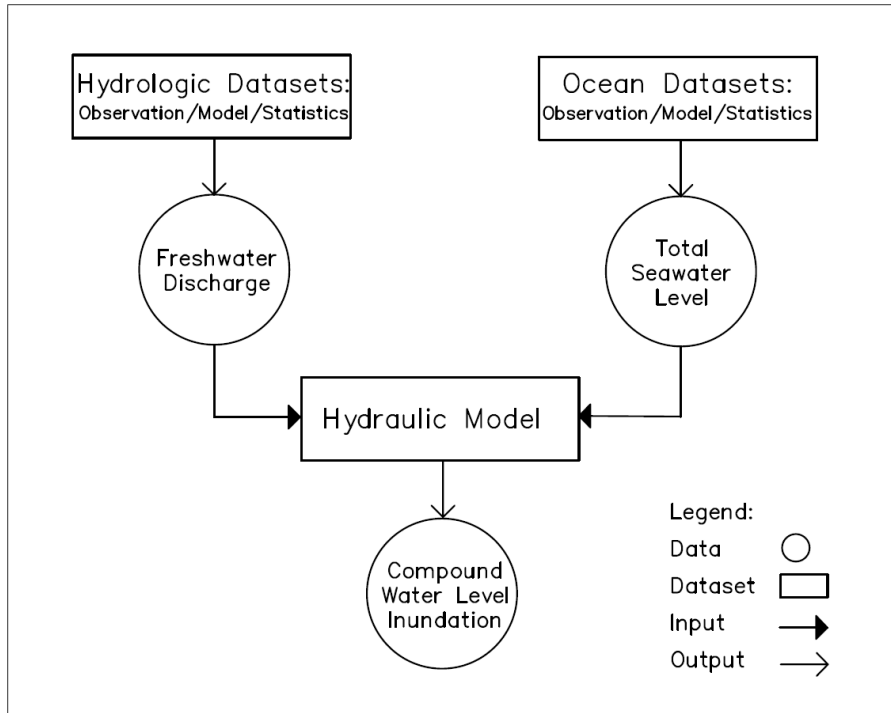 Hydrologic Datasets:
Observation/Model/Statistics
Ocean Datasets:
Observation/Model/Statistics
Freshwater
Discharge
Total
Seawater
Level
Hydraulic Model
Compound
Water Level
Inundation
Legend:
Data
Dataset
Input
Output